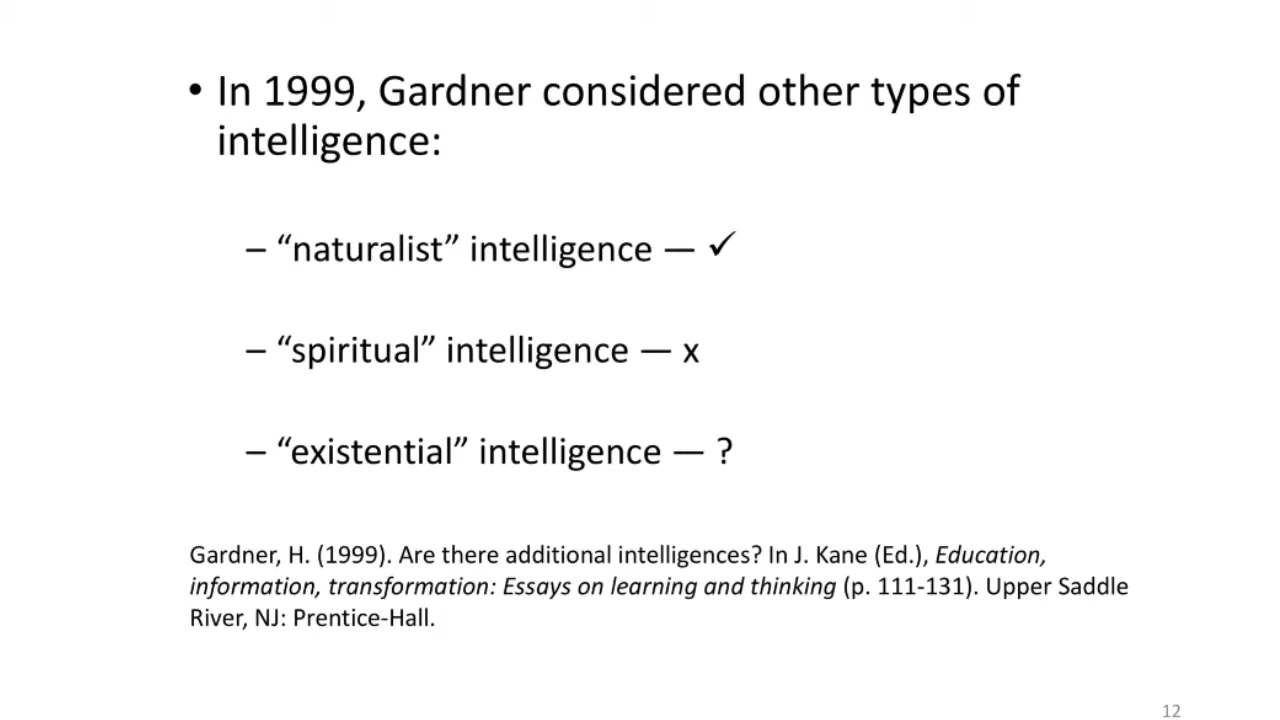 • In 1999, Gardner considered other types of
intelligence:
– “naturalist” intelligence — ✓
– “spiritual” intelligence — x
– “existential” intelligence — ?
Gardner, H. (1999). Are there additional intelligences? In J. Kane (Ed.), Education,
information, transformation: Essays on learning and thinking (p. 111-131). Upper Saddle
River, NJ: Prentice-Hall.
12